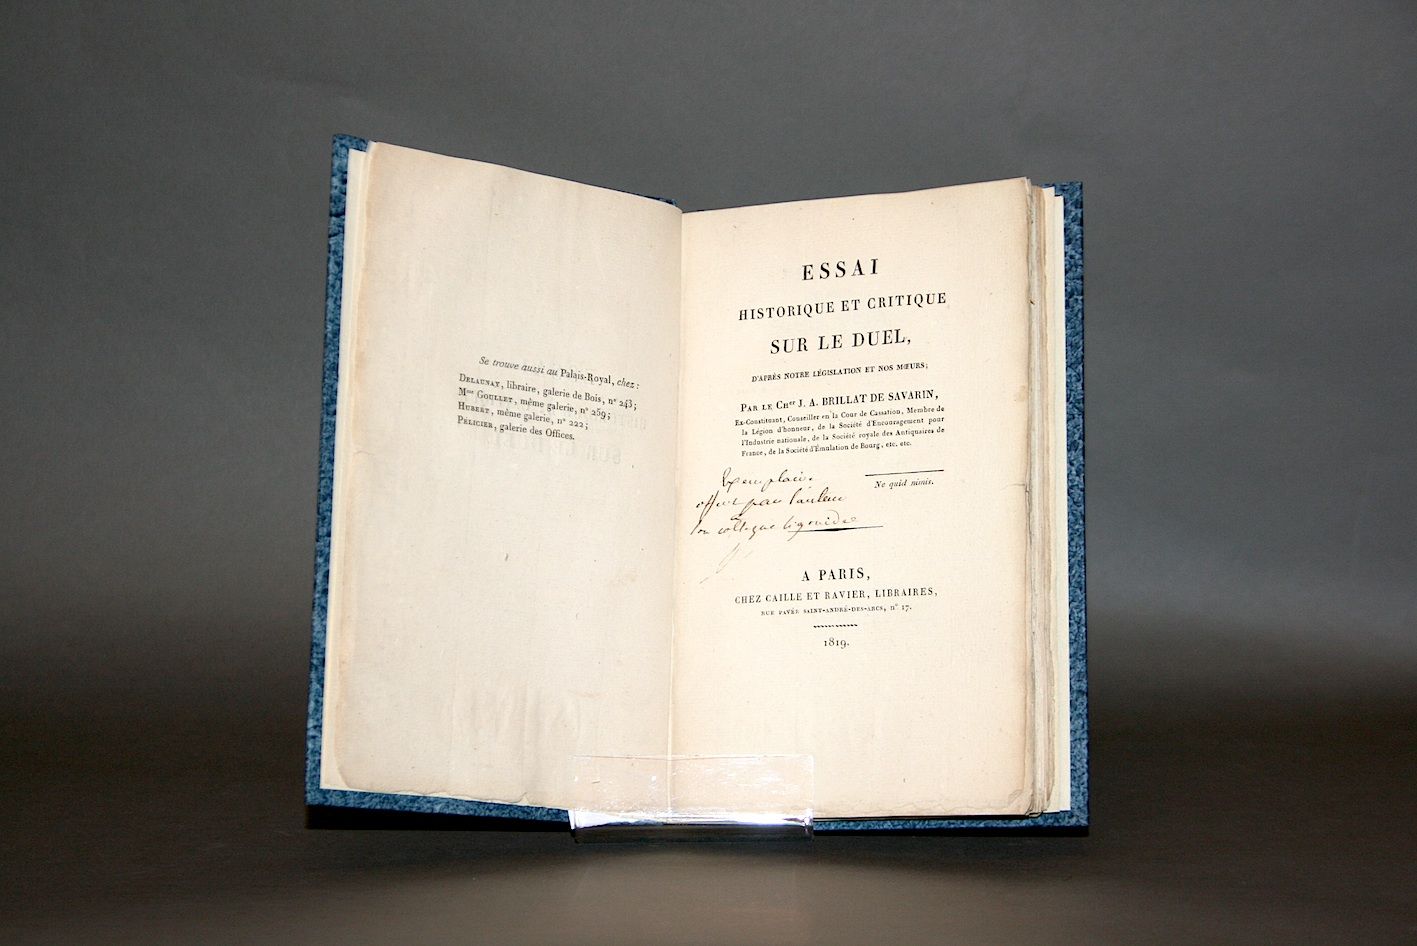 Se trouve aussi au Palais-Royal, chez :
DELAUNAY, libraire, galerie de Bois, n° 243;
Mme GOULLET, même galerie, n° 259;
HUBERT, même galerie, n° 222;
PÉLICIER, galerie des Offices.
ESSAI
HISTORIQUE ET CRITIQUE
SUR LE DUEL,
D'APRÈS NOTRE LÉGISLATION ET NOS MŒURS;
PAR LE CHer J. A. BRILLAT DE SAVARIN,
Ex-Constituant, Conseiller en la Cour de Cassation, Membre de
la Légion d'honneur, de la Société d'Encouragement pour
l'Industrie nationale, de la Société royale des Antiquaires de
France, de la Société d'Émulation de Bourg, etc. etc.
Ne quid nimis.
Exemplaire
offert par l'auteur
son collègue
A PARIS,
CHEZ CAILLE ET RAVIER, LIBRAIRES,
RUE PAVÉE SAINT-ANDRÉ-DES-ARCS, n° 17.
1819.